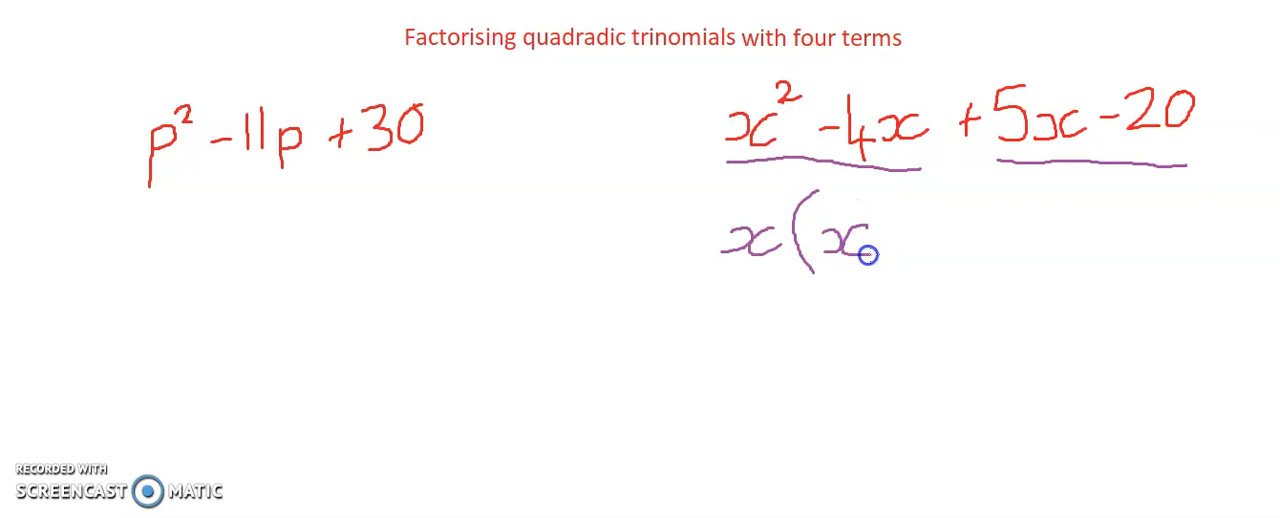 Factorising quadradic trinomials with four terms
p² -11p +30
x² -4x +5x -20
x(x
RECORDED WITH
SCREENCAST MATIC